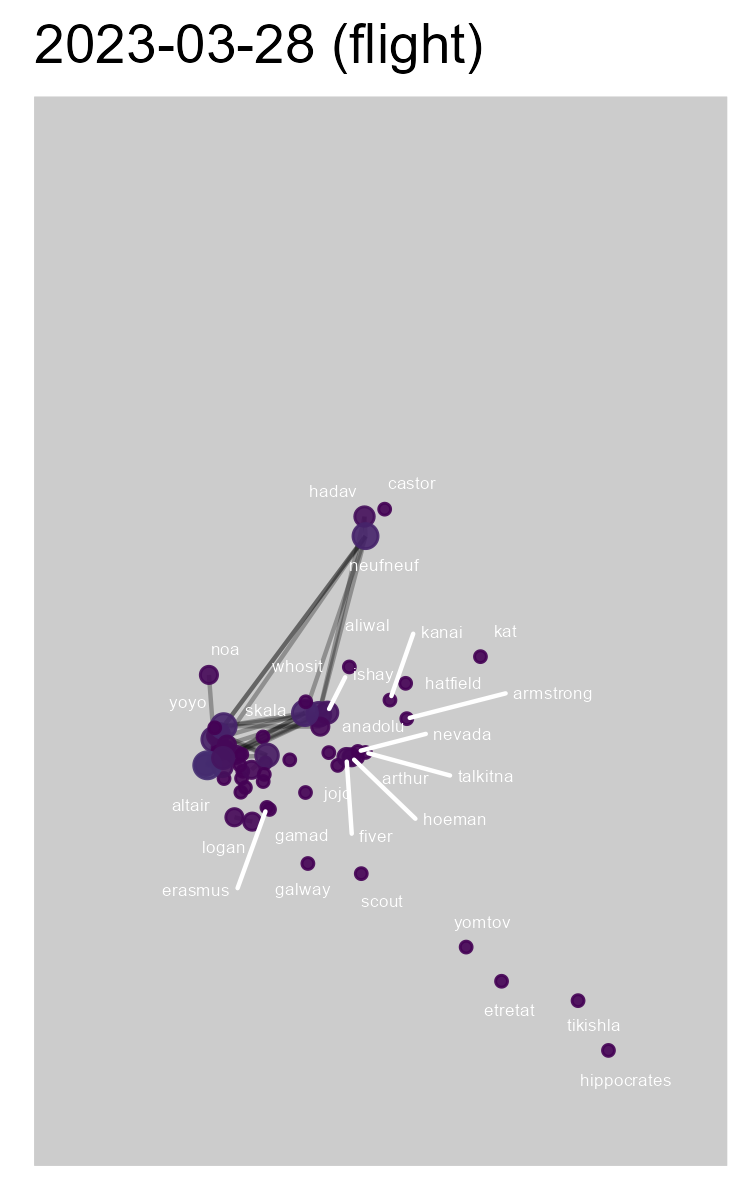 2023-03-28 (flight)
castor
hadav
neufneuf
aliwal
kanai
kat
noa
whosit
ishay
hatfield
armstrong
yoyo
skala
anadolu
nevada
arthur
talkitna
altair
jojo
hoeman
gamad
fiver
logan
erasmus
galway
scout
yomtov
etretat
tikishla
hippocrates